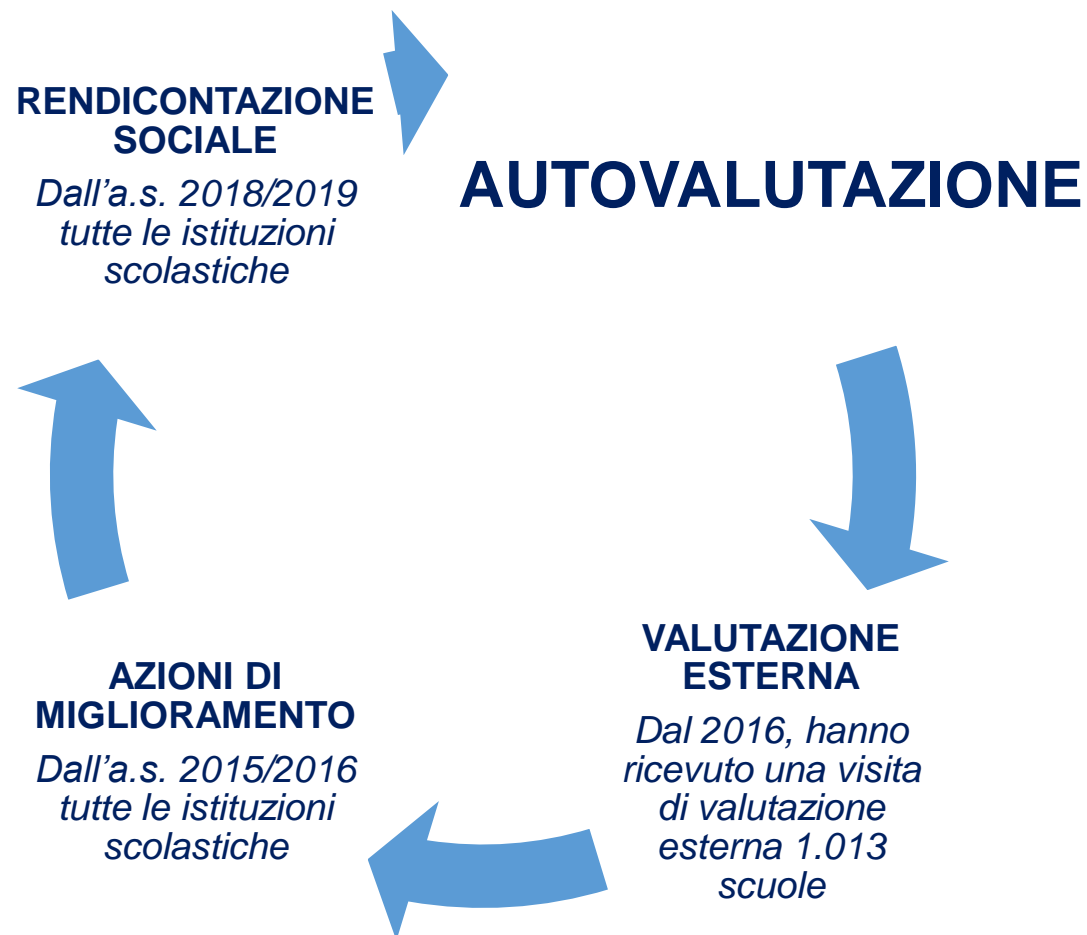 RENDICONTAZIONE
SOCIALE
Dall’a.s. 2018/2019
tutte le istituzioni
scolastiche
AUTOVALUTAZIONE
VALUTAZIONE
ESTERNA
Dal 2016, hanno
ricevuto una visita
di valutazione
esterna 1.013
scuole
AZIONI DI
MIGLIORAMENTO
Dall’a.s. 2015/2016
tutte le istituzioni
scolastiche